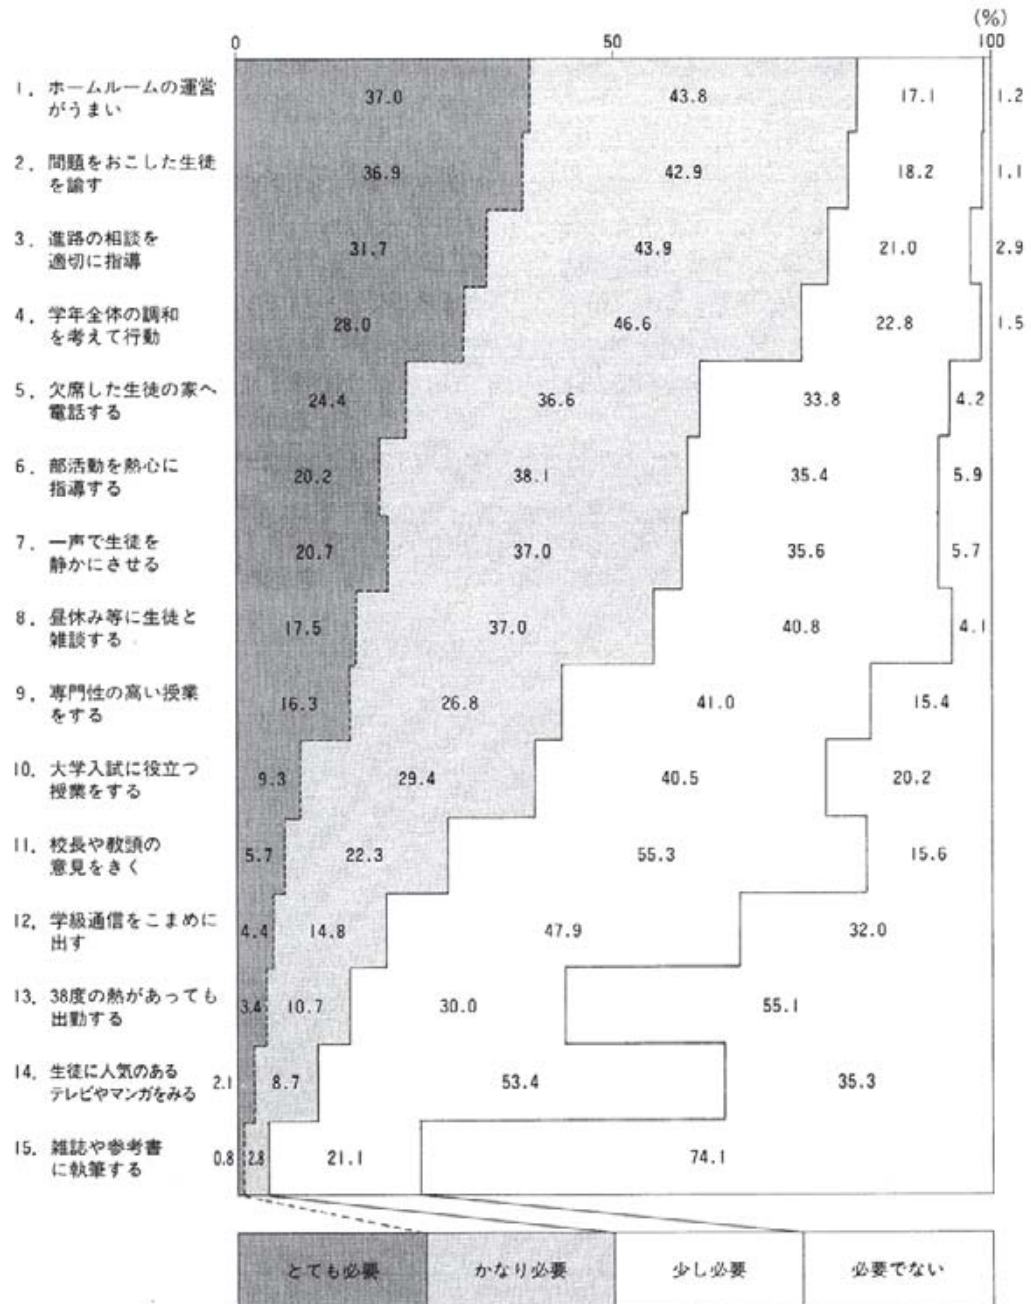 (%)
0 50 100
1. ホームルームの運営
がうまい
37.0 43.8 17.1 1.2
2. 問題をおこした生徒
を諭す
36.9 42.9 18.2 1.1
3. 進路の相談を
適切に指導
31.7 43.9 21.0 2.9
4. 学年全体の調和
を考えて行動
28.0 46.6 22.8 1.5
5. 欠席した生徒の家へ
電話する
24.4 36.6 33.8 4.2
6. 部活動を熱心に
指導する
20.2 38.1 35.4 5.9
7. 一声で生徒を
静かにさせる
20.7 37.0 35.6 5.7
8. 昼休み等に生徒と
雑談する
17.5 37.0 40.8 4.1
9. 専門性の高い授業
をする
16.3 26.8 41.0 15.4
10. 大学入試に役立つ
授業をする
9.3 29.4 40.5 20.2
11. 校長や教頭の
意見をきく
5.7 22.3 55.3 15.6
12. 学級通信をこまめに
出す
4.4 14.8 47.9 32.0
13. 38度の熱があっても
出勤する
3.4 10.7 30.0 55.1
14. 生徒に人気のある
テレビやマンガをみる
2.1 8.7 53.4 35.3
15. 雑誌や参考書
に執筆する
0.8 2.8 21.1 74.1
とても必要 かなり必要 少し必要 必要でない